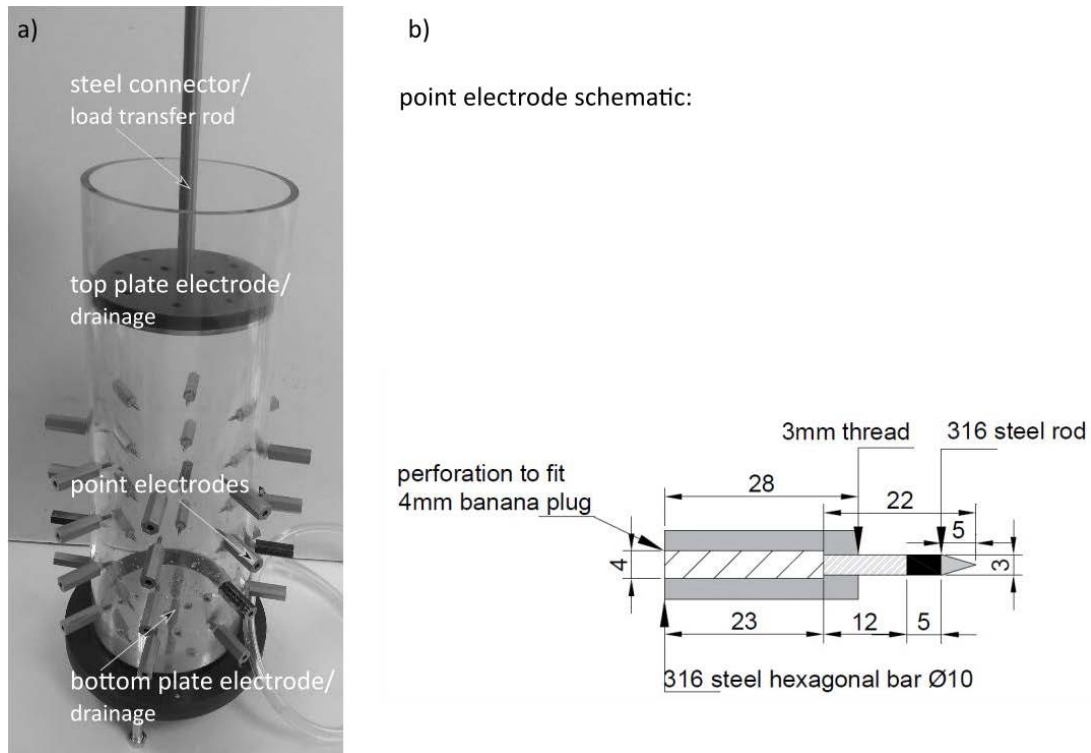 a)
steel connector/
load transfer rod
top plate electrode/
drainage
point electrodes
bottom plate electrode/
drainage
b)
point electrode schematic:
3mm thread
316 steel rod
perforation to fit
4mm banana plug
28
22
5
4
3
23
12
5
316 steel hexagonal bar Ø10